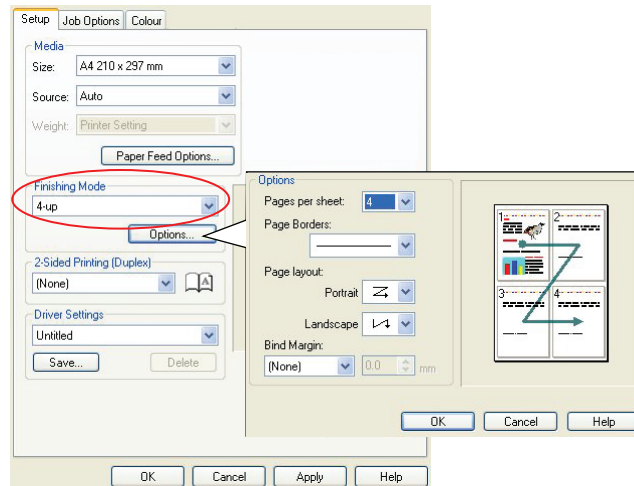 Setup Job Options Colour
Media
Size: A4 210 x 297 mm
Source: Auto
Weight: Printer Setting
Paper Feed Options...
Finishing Mode
4-up
Options...
2-Sided Printing (Duplex)
(None) A
Driver Settings
Untitled
Save... Delete
OK Cancel Apply Help
Options
Pages per sheet: 4
Page Borders:
Page layout:
Portrait
Landscape
Bind Margin:
(None) 0.0 mm
1 2
3 4
OK Cancel Help